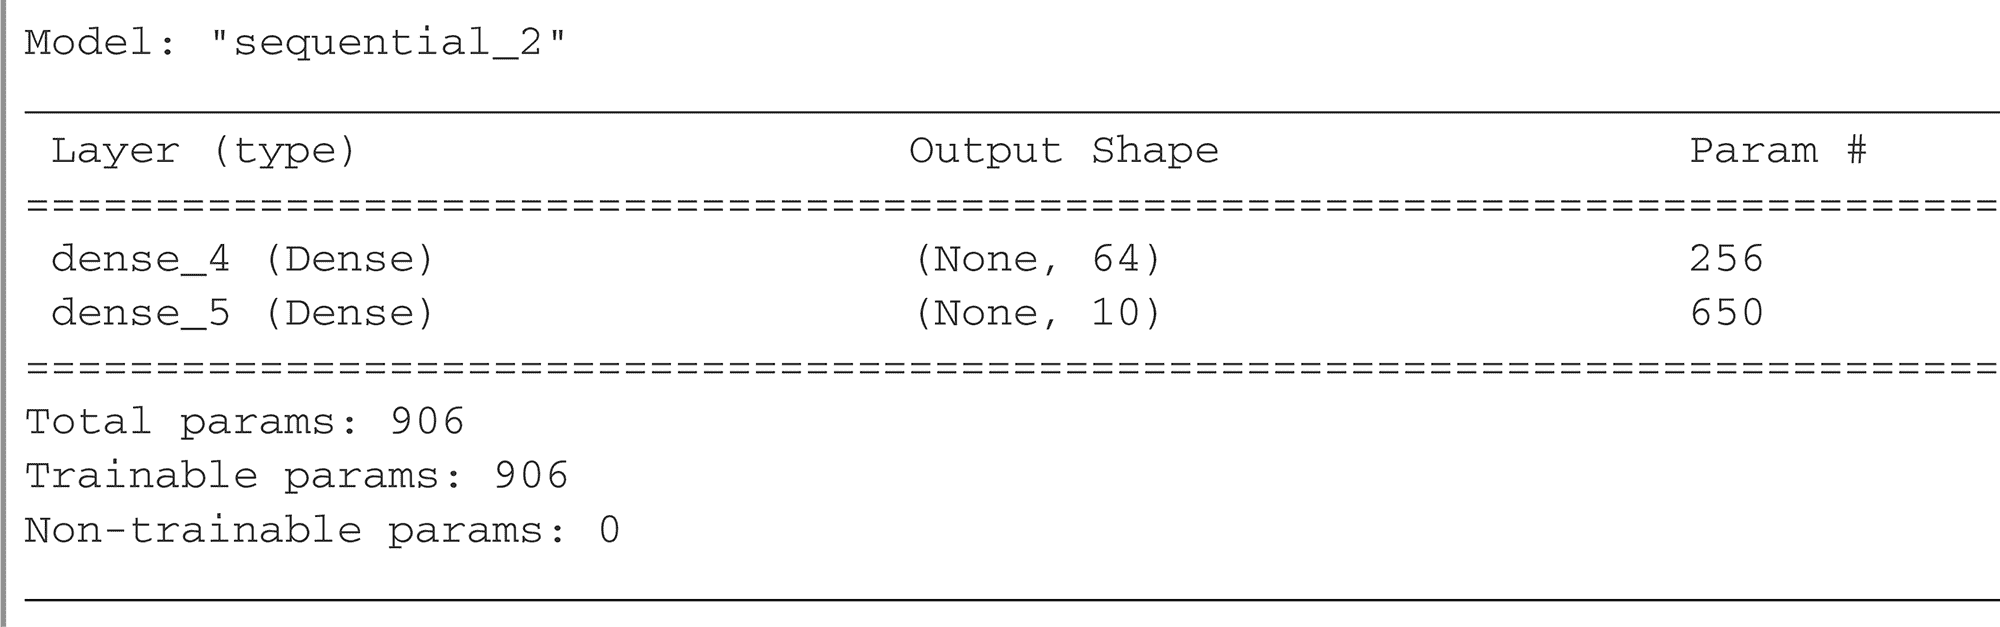 Model: "sequential_2"
Layer (type) Output Shape Param #
============================================================================
dense_4 (Dense) (None, 64) 256
dense_5 (Dense) (None, 10) 650
============================================================================
Total params: 906
Trainable params: 906
Non-trainable params: 0